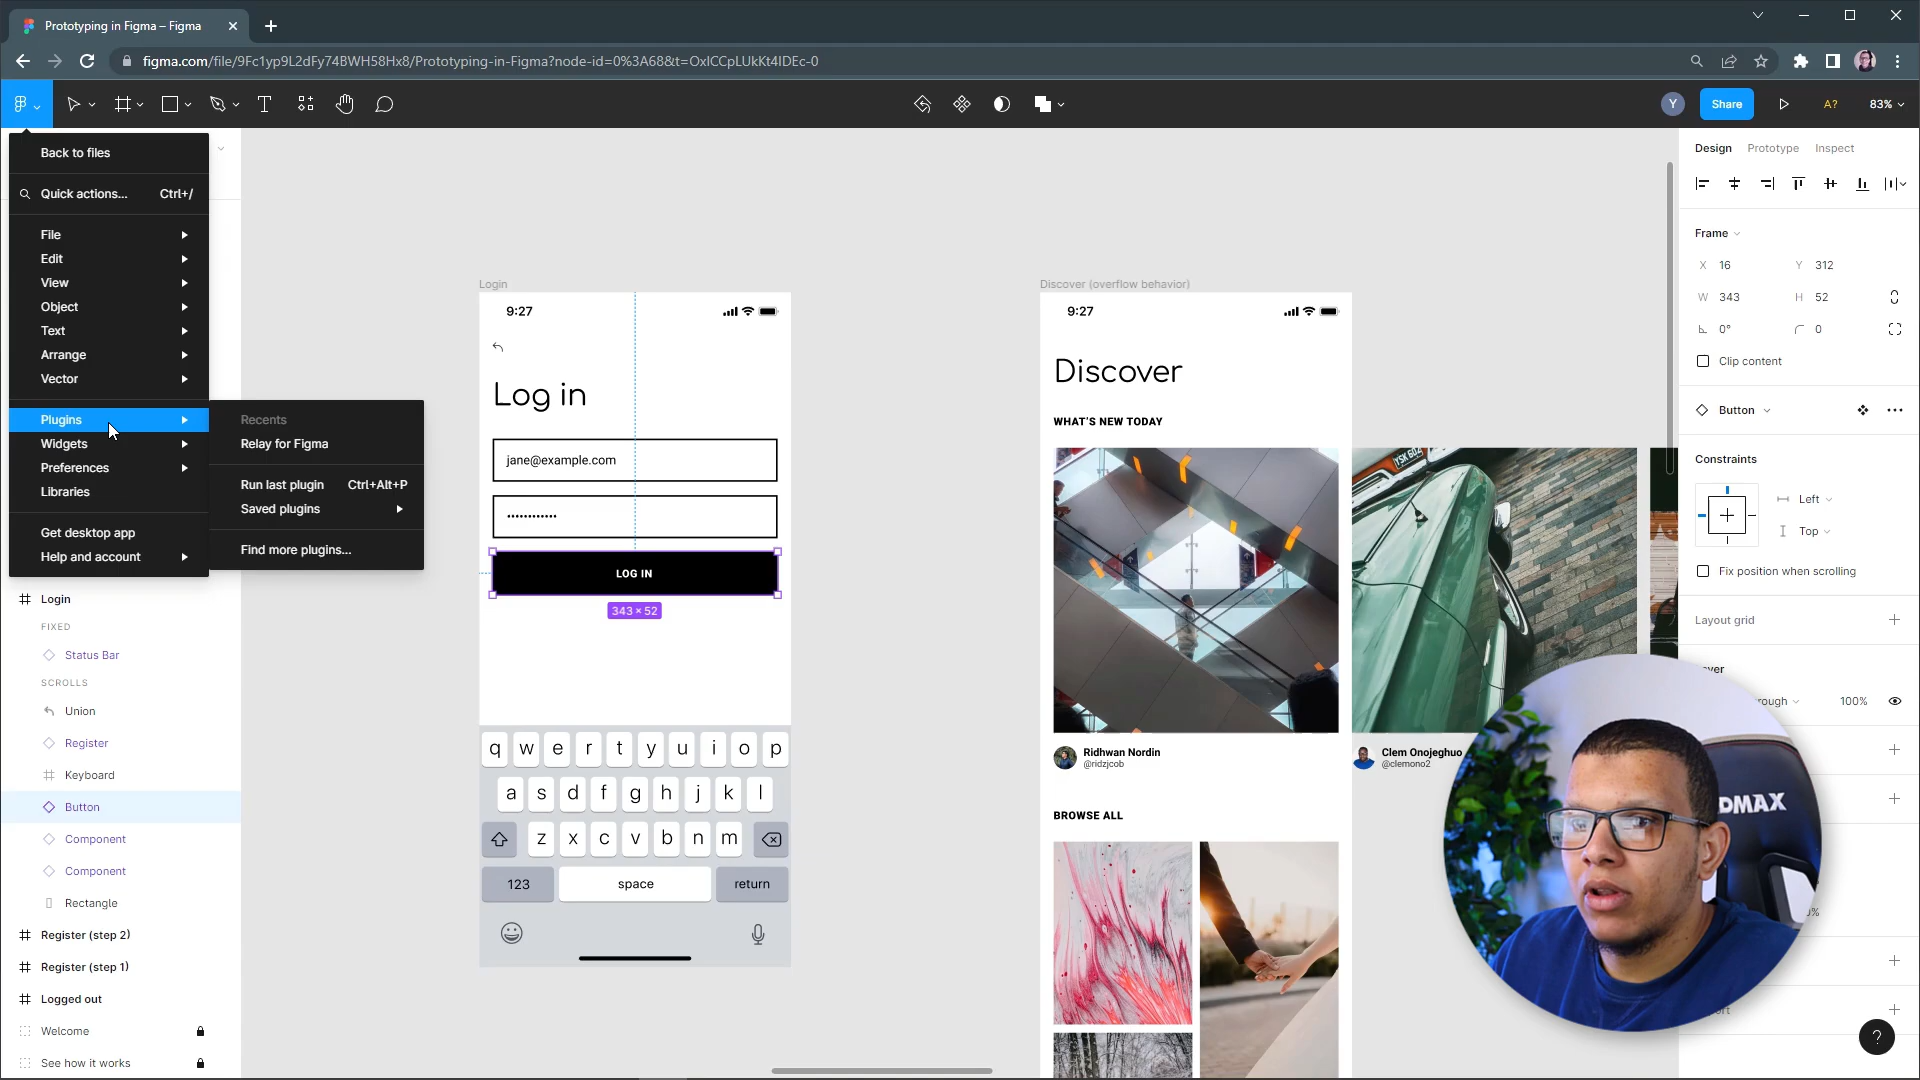 Prototyping in Figma – Figma
figma.com/file/9Fc1yp9L2dFy74BWH58Hx8/Prototyping-in-Figma?node-id=0%3A68&t=OxICCpLUkKt4IDEc-0
Y
Share
A?
83%
Back to files
Quick actions... Ctrl+/
File
Edit
View
Object
Text
Arrange
Vector
Plugins
Widgets
Preferences
Libraries
Get desktop app
Help and account
Recents
Relay for Figma
Run last plugin Ctrl+Alt+P
Saved plugins
Find more plugins...
Login
FIXED
Status Bar
SCROLLS
Union
Register
Keyboard
Button
Component
Component
Rectangle
Register (step 2)
Register (step 1)
Logged out
Welcome
See how it works
Login
9:27
Log in
jane@example.com
LOG IN
343 × 52
q w e r t y u i o p
a s d f g h j k l
z x c v b n m
123 space return
Discover (overflow behavior)
9:27
Discover
WHAT'S NEW TODAY
YSK 604
Ridhwan Nordin
@ridzjcob
Clem Onojeghuo
@clemono2
BROWSE ALL
Design Prototype Inspect
Frame
X 16 Y 312
W 343 H 52
0° 0
Clip content
Button
Constraints
Left
Top
Fix position when scrolling
Layout grid
100%
DMAX
?